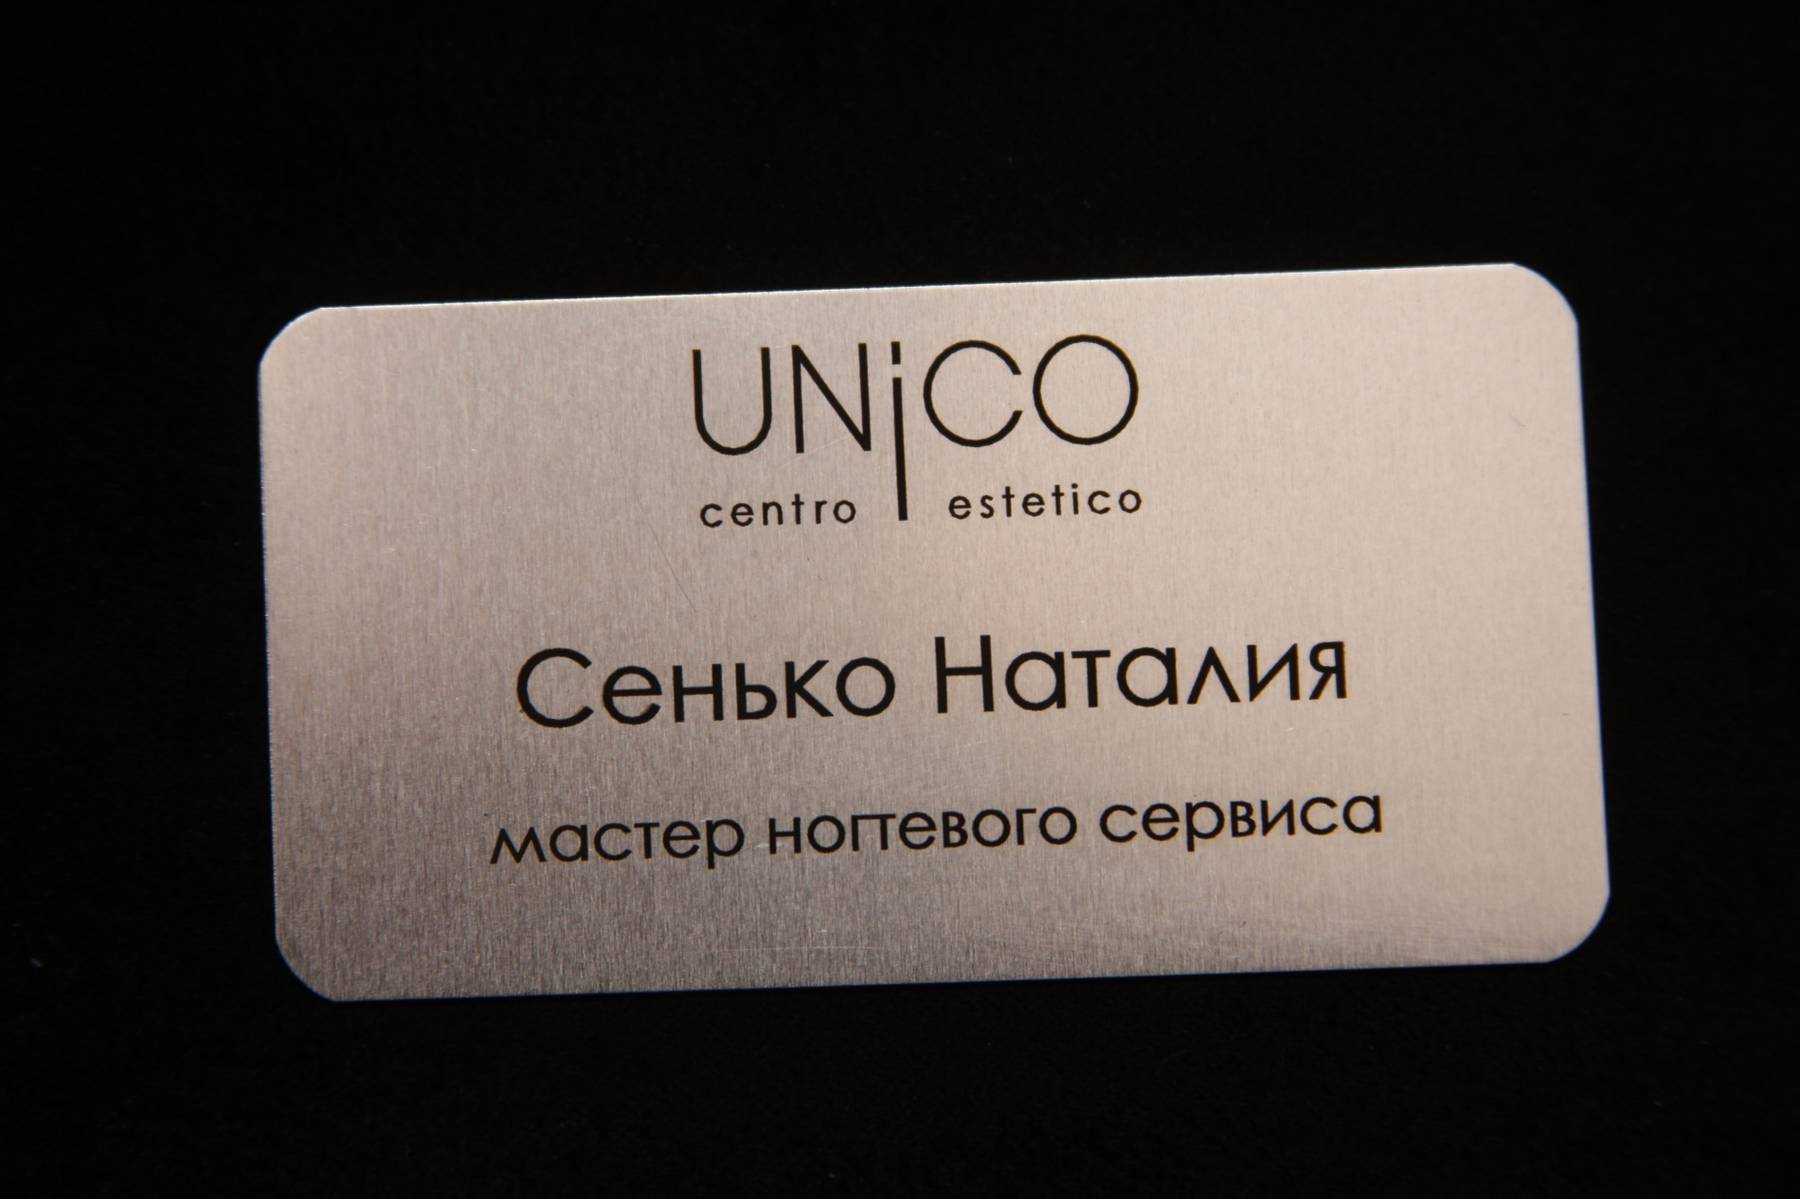 UNiCO
centro estetico
Сенько Наталия
мастер ногтевого сервиса